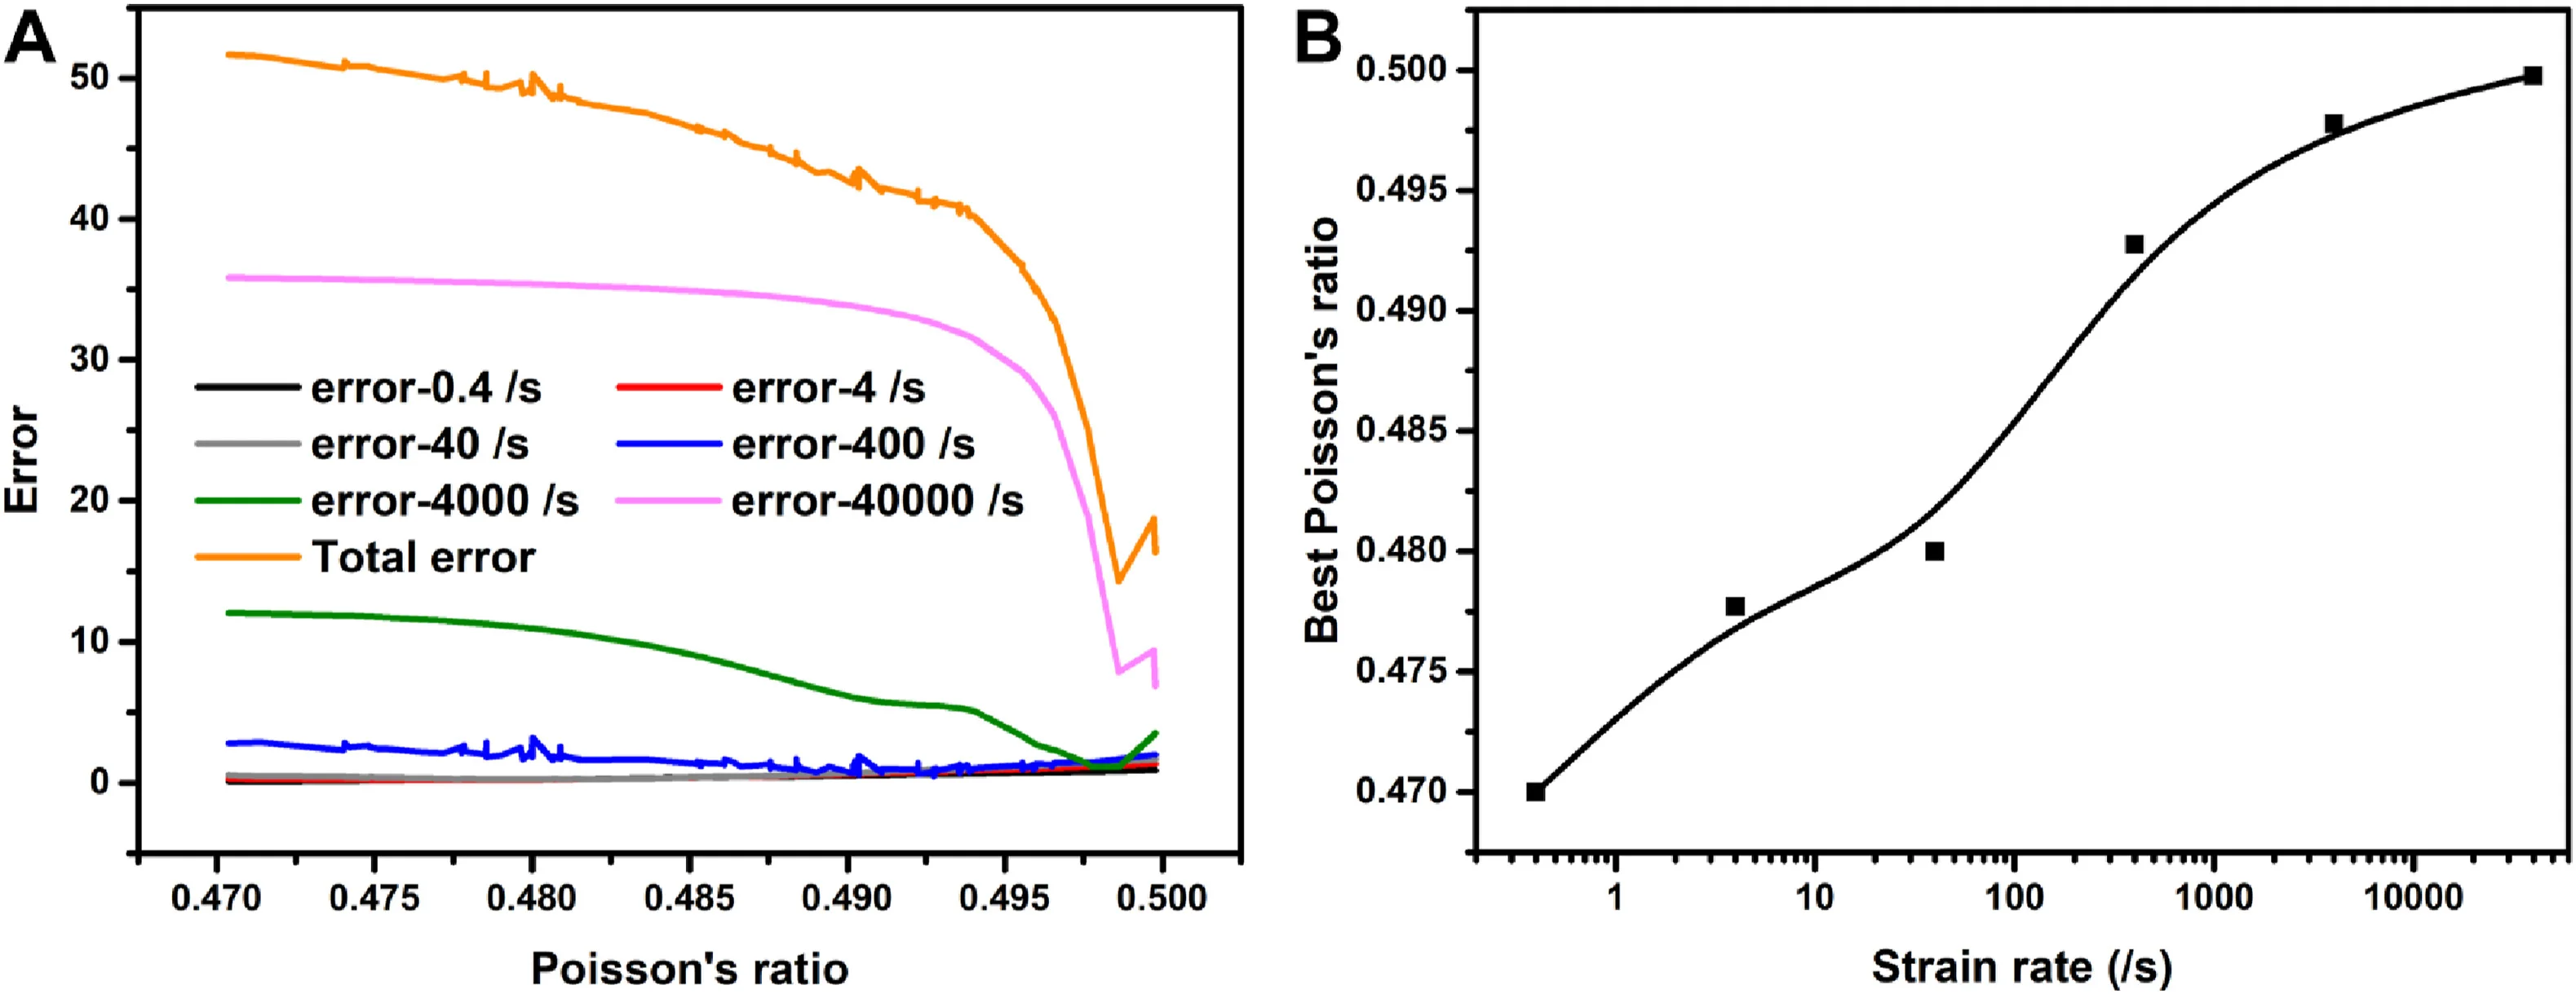 A
Error
50
40
30
20
10
0
error-0.4 /s
error-4 /s
error-40 /s
error-400 /s
error-4000 /s
error-40000 /s
Total error
0.470 0.475 0.480 0.485 0.490 0.495 0.500
Poisson's ratio
B
Best Poisson's ratio
0.500
0.495
0.490
0.485
0.480
0.475
0.470
1 10 100 1000 10000
Strain rate (/s)